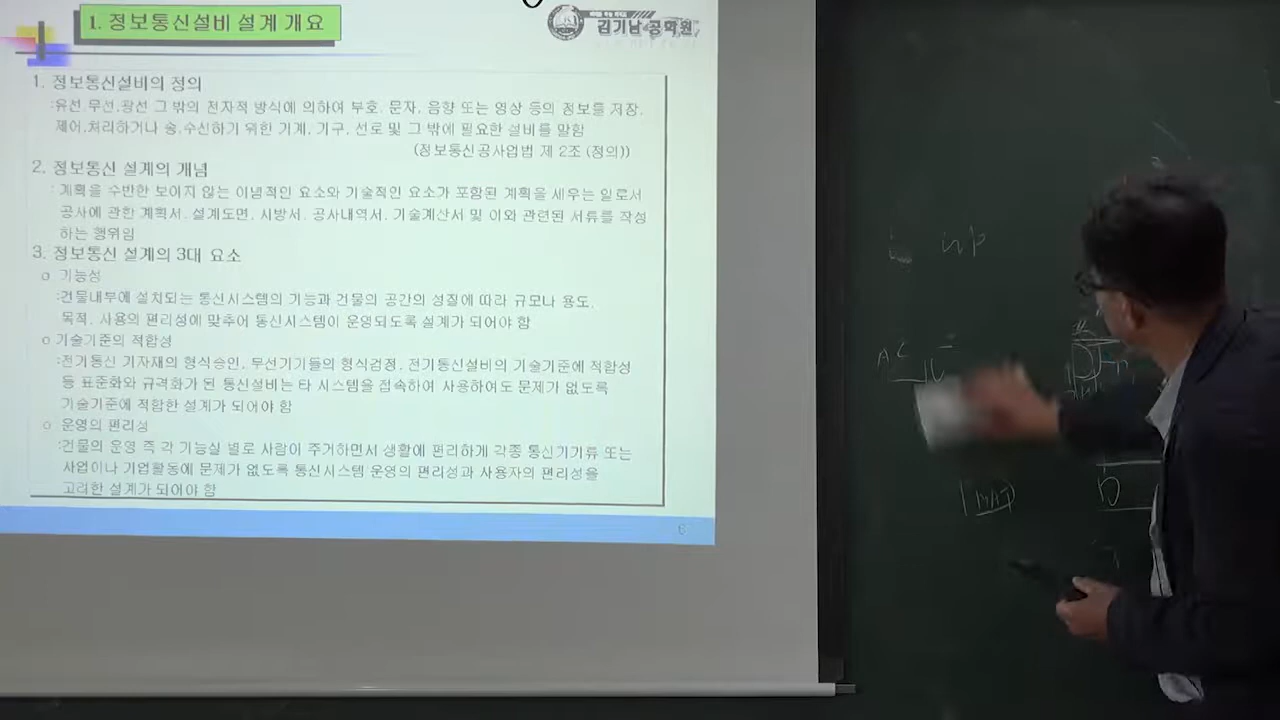 1. 정보통신설비 설계 개요
김기남 공학원
1. 정보통신설비의 정의
:유선.무선.광선 그 밖의 전자적 방식에 의하여 부호. 문자, 음향 또는 영상 등의 정보를 저장,
제어,처리하거나 송,수신하기 위한 기계, 기구, 선로 및 그 밖에 필요한 설비를 말함
(정보통신공사업법 제 2조 (정의))
2. 정보통신 설계의 개념
: 계획을 수반한 보이지 않는 이념적인 요소와 기술적인 요소가 포함된 계획을 세우는 일로서
공사에 관한 계획서, 설계도면, 시방서, 공사내역서, 기술계산서 및 이와 관련된 서류를 작성
하는 행위임
3. 정보통신 설계의 3대 요소
o 기능성
:건물내부에 설치되는 통신시스템의 기능과 건물의 공간의 성질에 따라 규모나 용도,
목적, 사용의 편리성에 맞추어 통신시스템이 운영되도록 설계가 되어야 함
o 기술기준의 적합성
:전기통신 기자재의 형식승인, 무선기기들의 형식검정, 전기통신설비의 기술기준에 적합성
등 표준화와 규격화가 된 통신설비는 타 시스템을 접속하여 사용하여도 문제가 없도록
기술기준에 적합한 설계가 되어야 함
o 운영의 편리성
:건물의 운영 즉 각 기능실 별로 사람이 주거하면서 생활에 편리하게 각종 통신기기류 또는
사업이나 기업활동에 문제가 없도록 통신시스템 운영의 편리성과 사용자의 편리성을
고려한 설계가 되어야 함
6